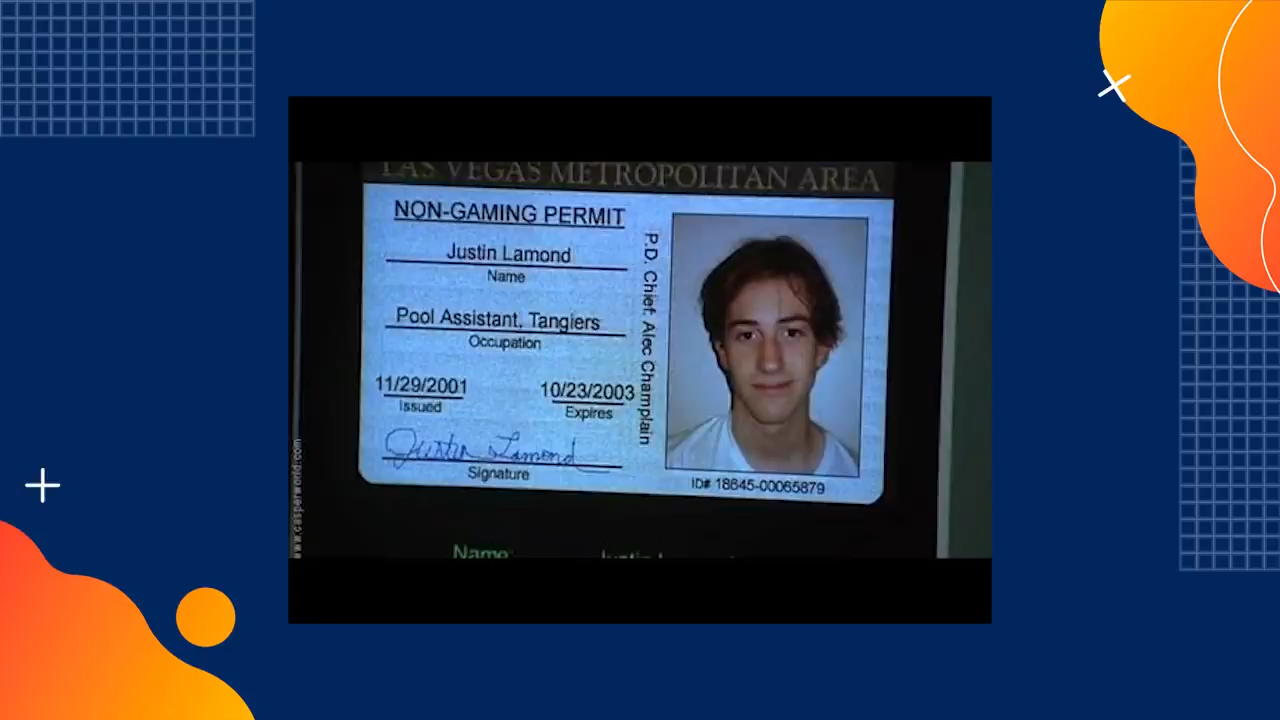 LAS VEGAS METROPOLITAN AREA
NON-GAMING PERMIT
Justin Lamond
Name
Pool Assistant, Tangiers
Occupation
11/29/2001 10/23/2003
Issued Expires
Justin Lamond
Signature
P.D. Chief, Alec Champlain
ID# 18645-00065879
Name:
www.casperworld.com